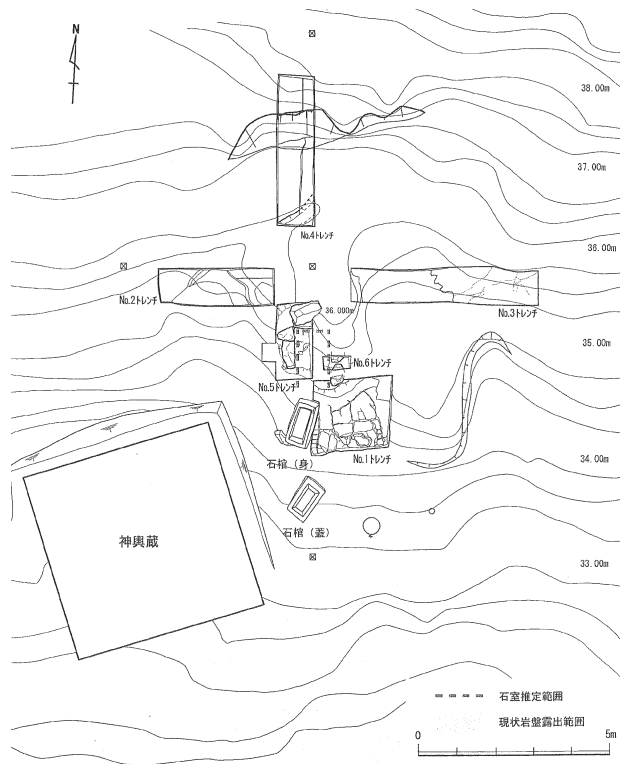 N
38.00m
37.00m
No.4トレンチ
36.00m
No.2トレンチ
36.000m
No.3トレンチ
35.00m
No.6トレンチ
No.5トレンチ
No.1トレンチ
石棺(身)
34.00m
石棺(蓋)
神輿蔵
33.00m
石室推定範囲
現状岩盤露出範囲
0
5m